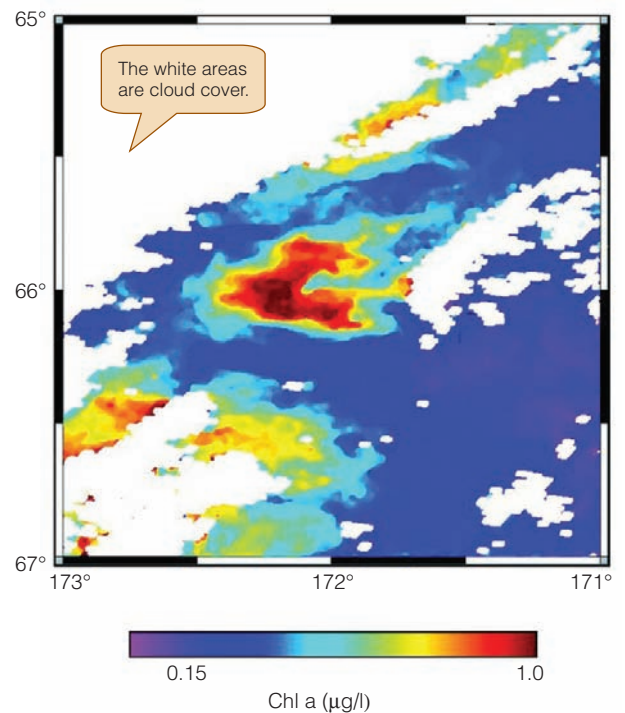 65°
The white areas
are cloud cover.
66°
67°
173° 172° 171°
0.15 1.0
Chl a (μg/l)